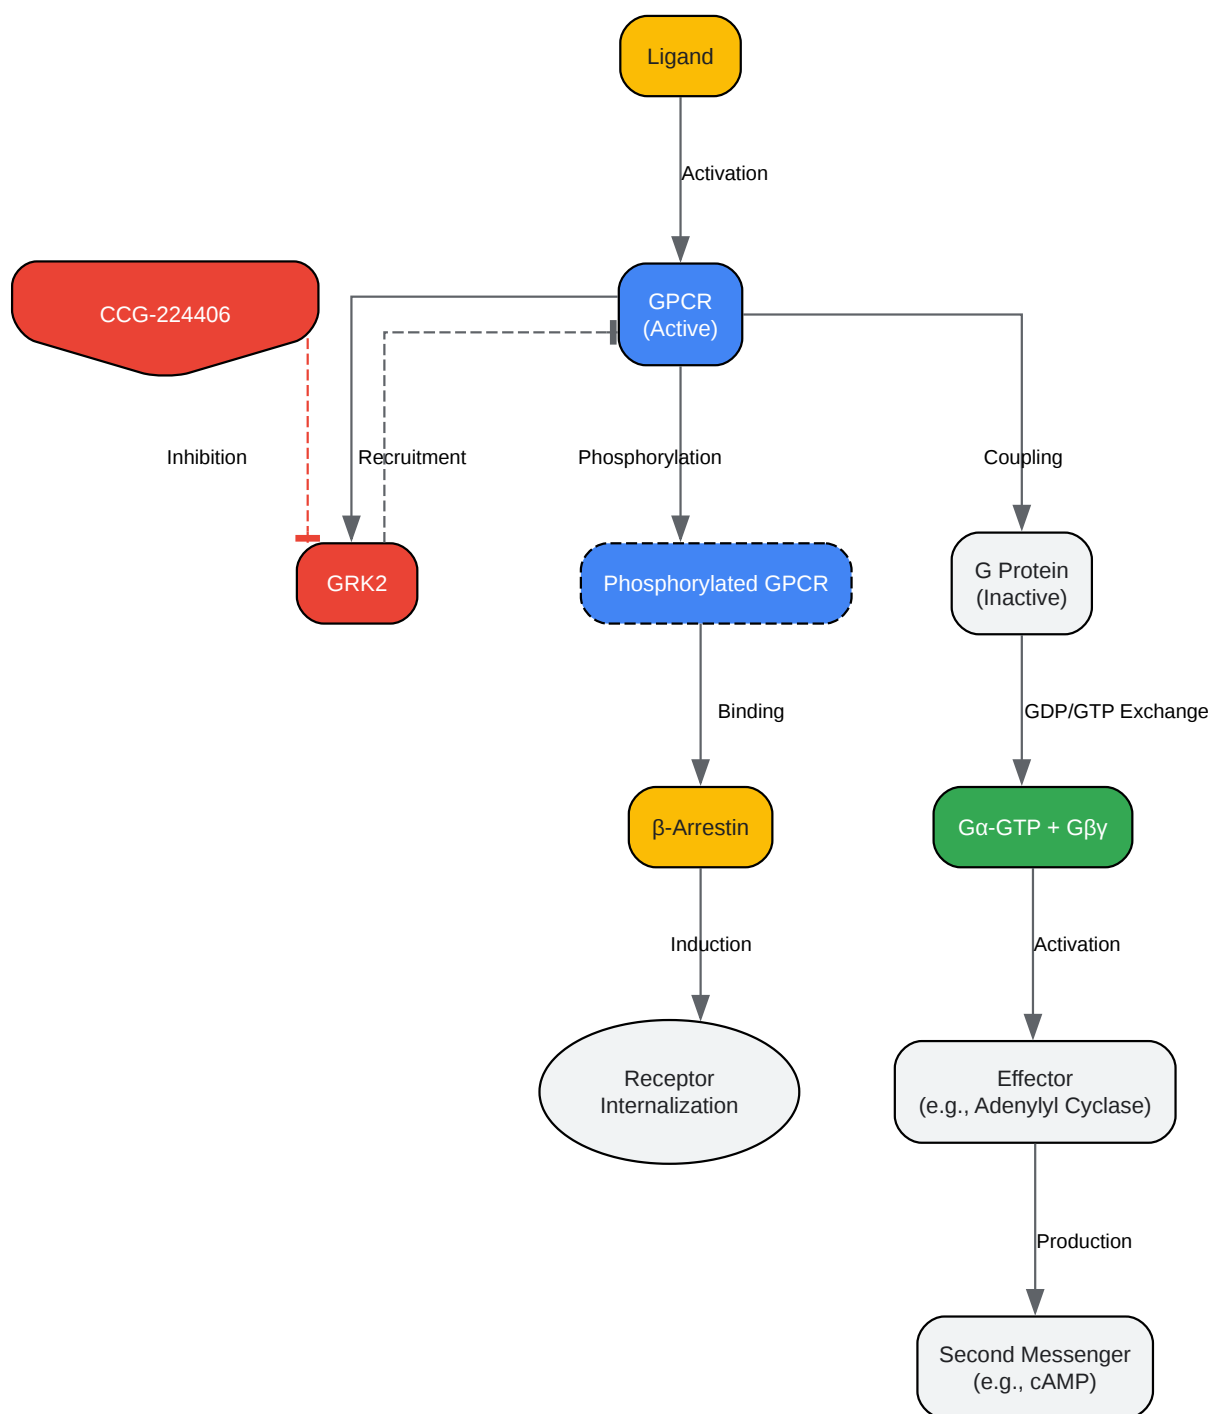 Ligand
Activation
GPCR
(Active)
CCG-224406
Inhibition
Recruitment
Phosphorylation
Coupling
GRK2
Phosphorylated GPCR
G Protein
(Inactive)
Binding
GDP/GTP Exchange
β-Arrestin
Gα-GTP + Gβγ
Induction
Activation
Receptor
Internalization
Effector
(e.g., Adenylyl Cyclase)
Production
Second Messenger
(e.g., cAMP)